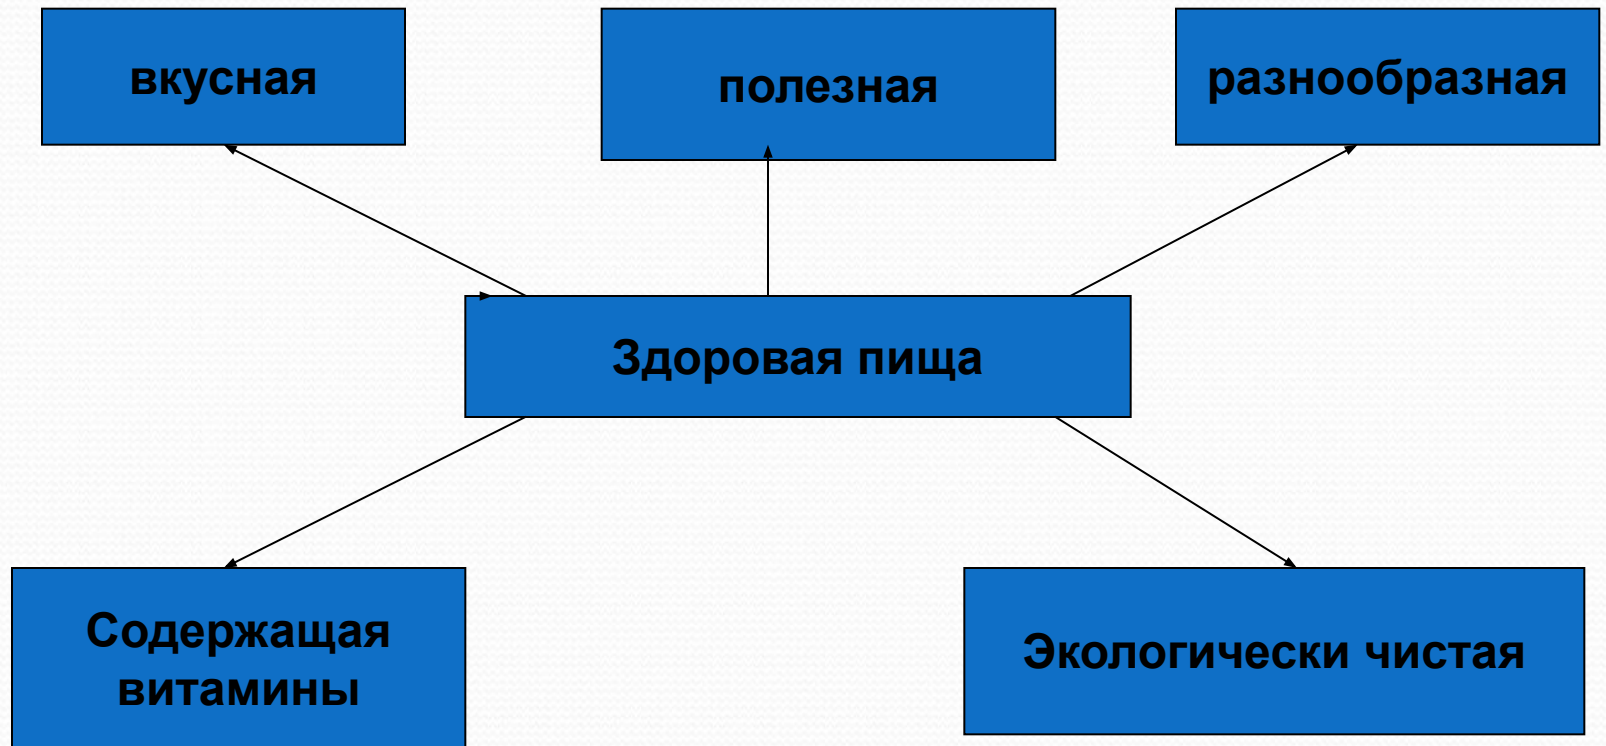 вкусная
полезная
разнообразная
Здоровая пища
Содержащая
витамины
Экологически чистая